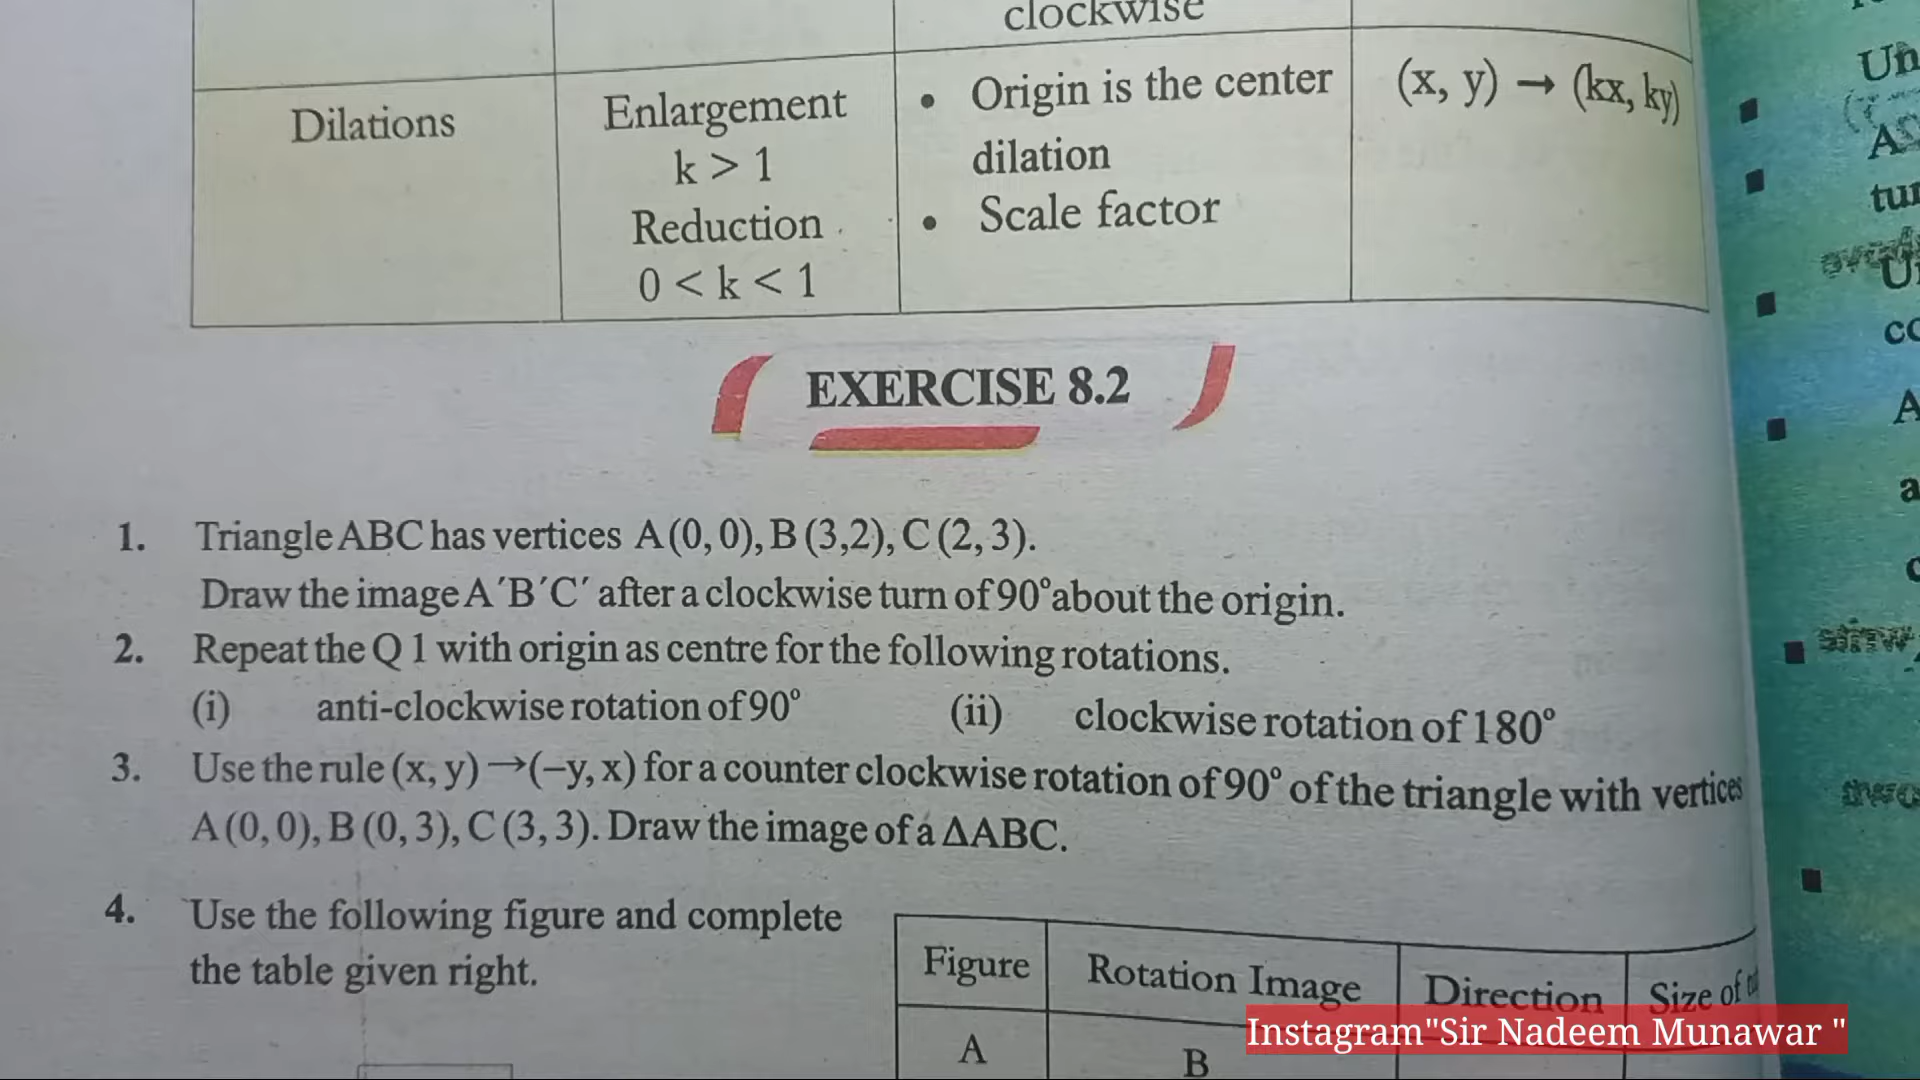 clockwise
Dilations
Enlargement
k > 1
Reduction
0 < k < 1
• Origin is the center
dilation
• Scale factor
(x, y) → (kx, ky)
EXERCISE 8.2
1. Triangle ABC has vertices A (0, 0), B (3,2), C (2, 3).
Draw the image A′B′C′ after a clockwise turn of 90° about the origin.
2. Repeat the Q 1 with origin as centre for the following rotations.
(i) anti-clockwise rotation of 90° (ii) clockwise rotation of 180°
3. Use the rule (x, y) →(–y, x) for a counter clockwise rotation of 90° of the triangle with vertices
A (0, 0), B (0, 3), C (3, 3). Draw the image of a ΔABC.
4. Use the following figure and complete
the table given right.
Figure Rotation Image Direction Size of
A B
Instagram"Sir Nadeem Munawar "